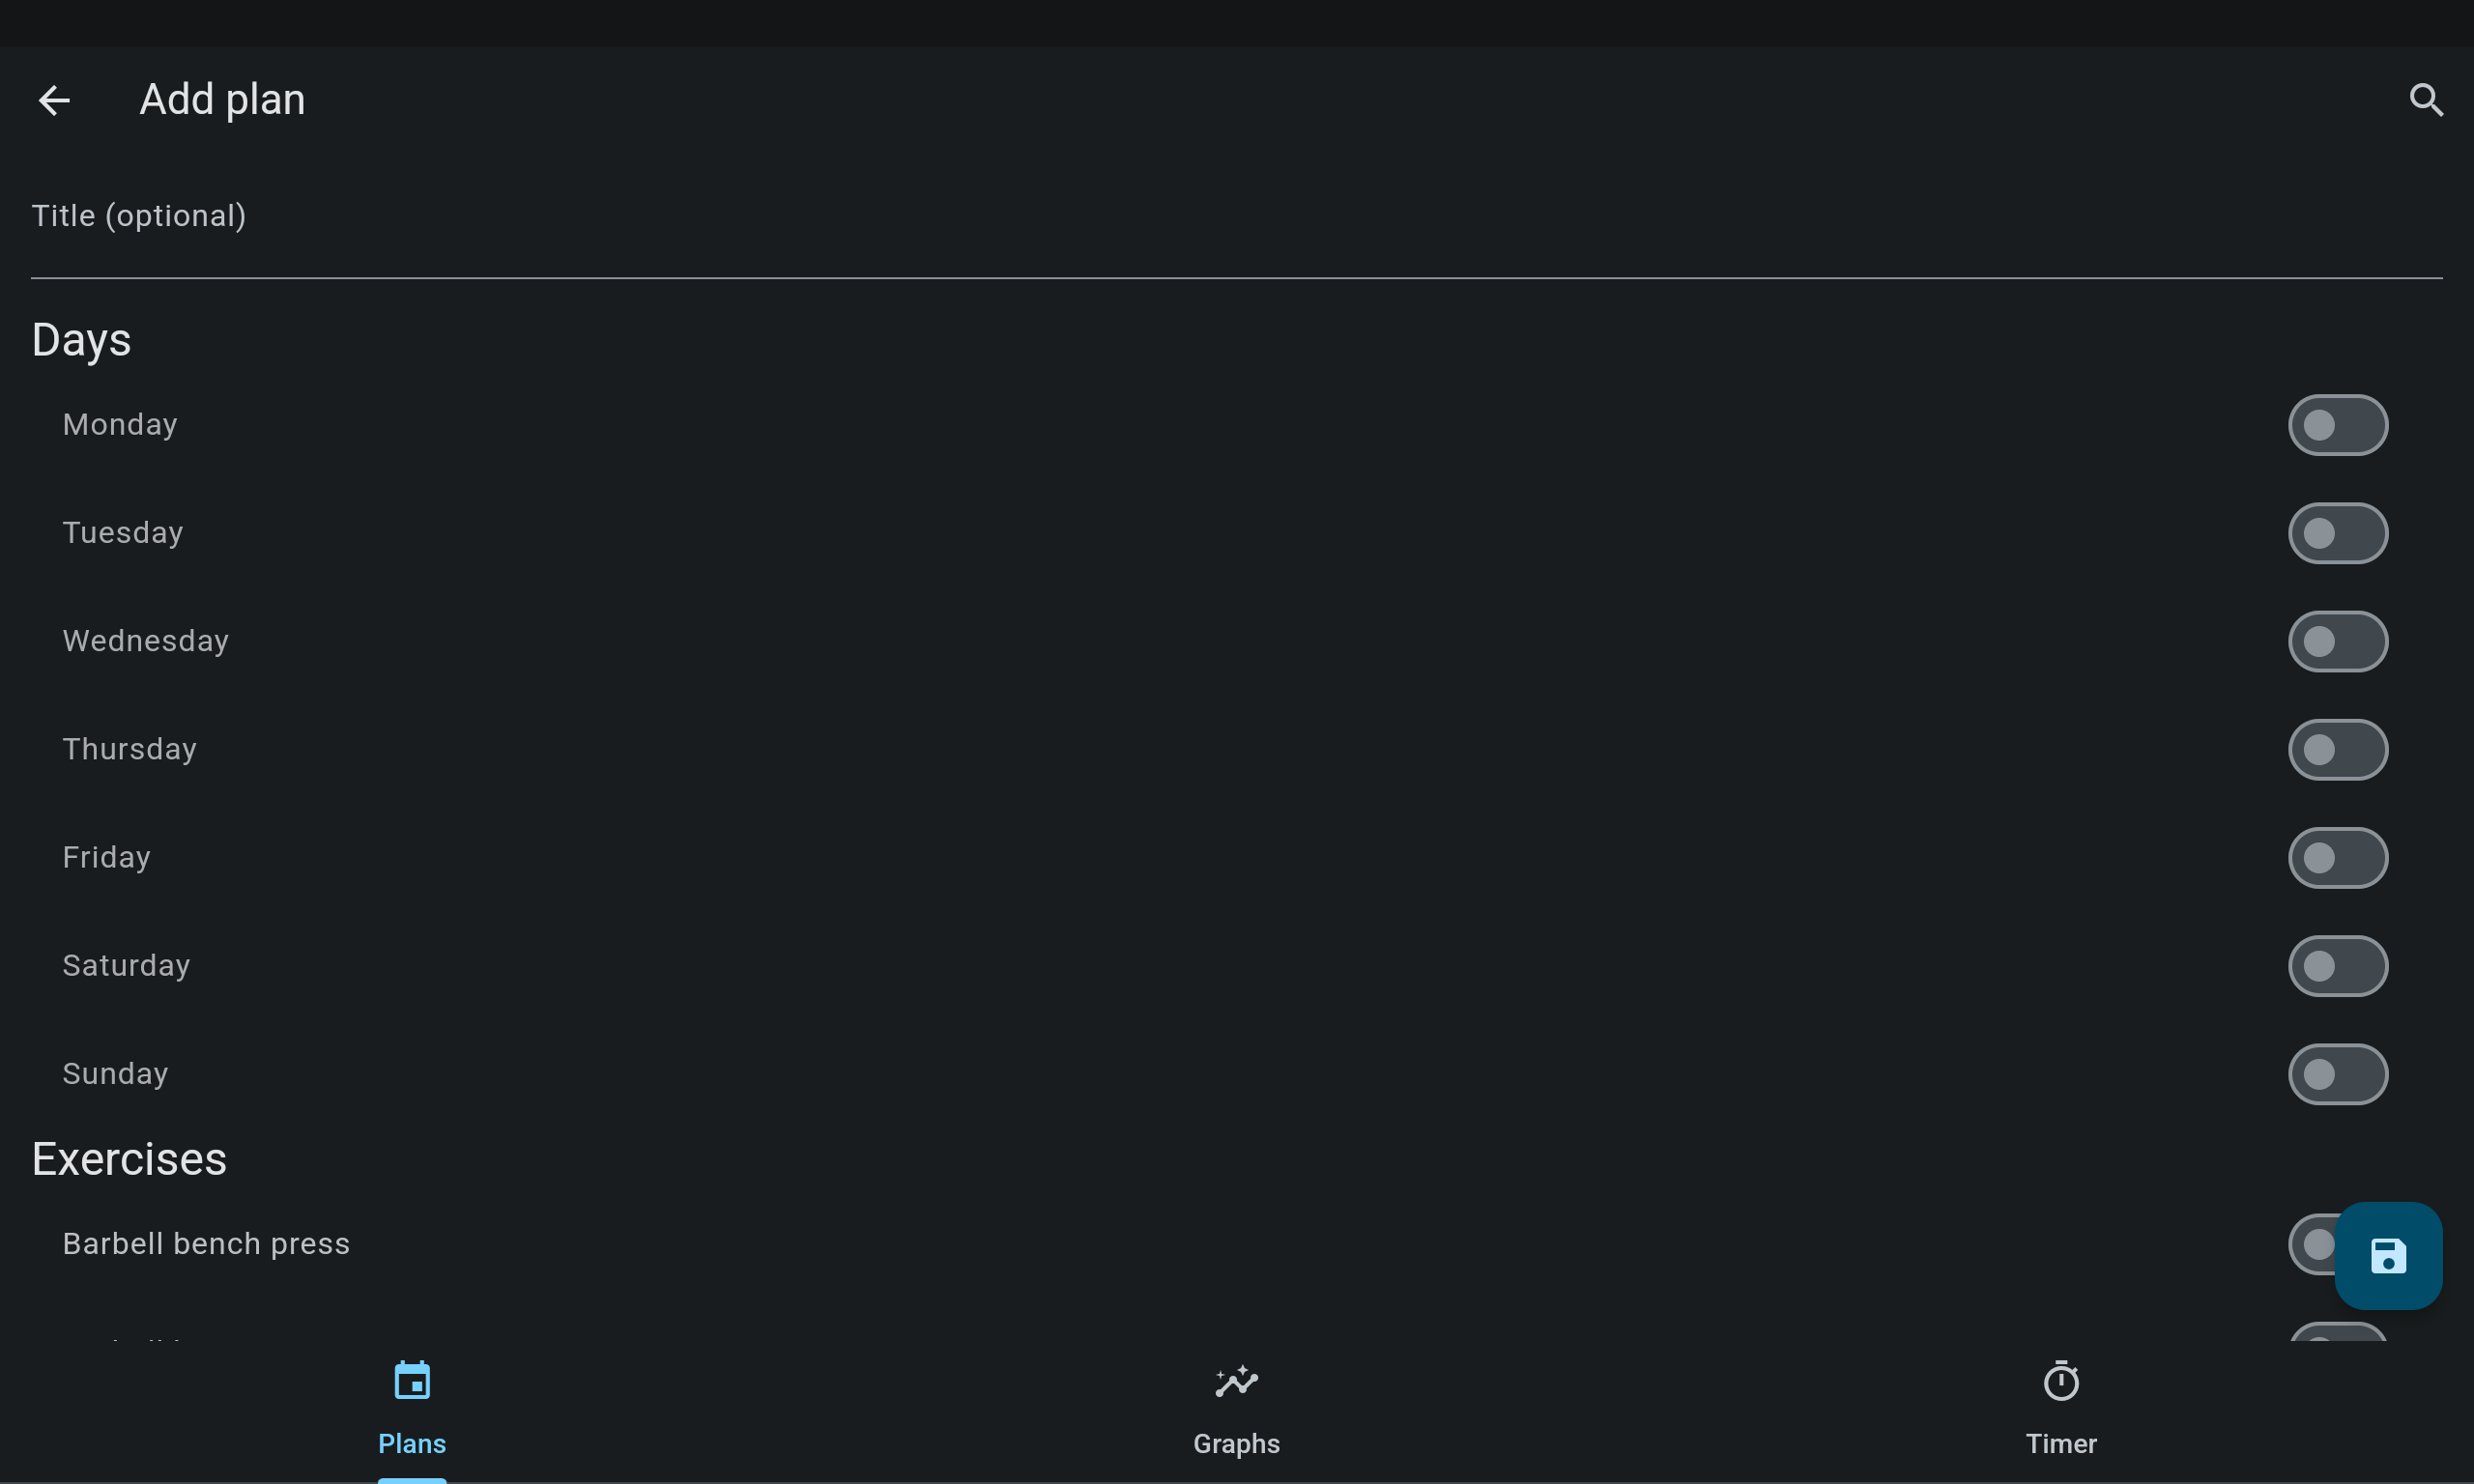 Add plan
Title (optional)
Days
Monday
Tuesday
Wednesday
Thursday
Friday
Saturday
Sunday
Exercises
Barbell bench press
Plans
Graphs
Timer